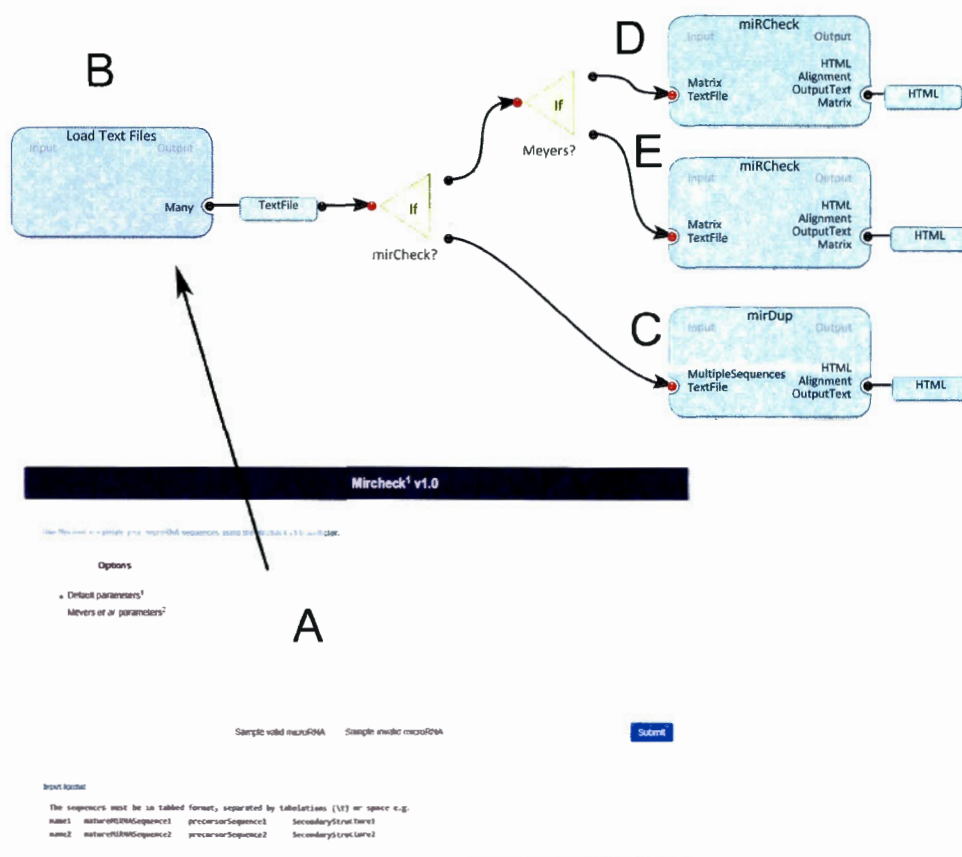 B
Load Text Files
Input Output
Many
TextFile
If
mirCheck?
If
Meyers?
D
miRCheck
Input Output
Matrix
TextFile
HTML
Alignment
OutputText
Matrix
HTML
E
miRCheck
Input Output
Matrix
TextFile
HTML
Alignment
OutputText
Matrix
HTML
C
mirDup
Input Output
MultipleSequences
TextFile
HTML
Alignment
OutputText
HTML
Mircheck¹ v1.0
your sequences using the
Options
Default parameters¹
Meyers et al parameters²
A
Sample valid microRNA Sample invalid microRNA
Submit
Input format
The sequences must be in tabbed format, separated by tabulations (\t) or space e.g.
name1 matureMiRNASequence1 precursorSequence1 SecondaryStructure1
name2 matureMiRNASequence2 precursorSequence2 SecondaryStructure2